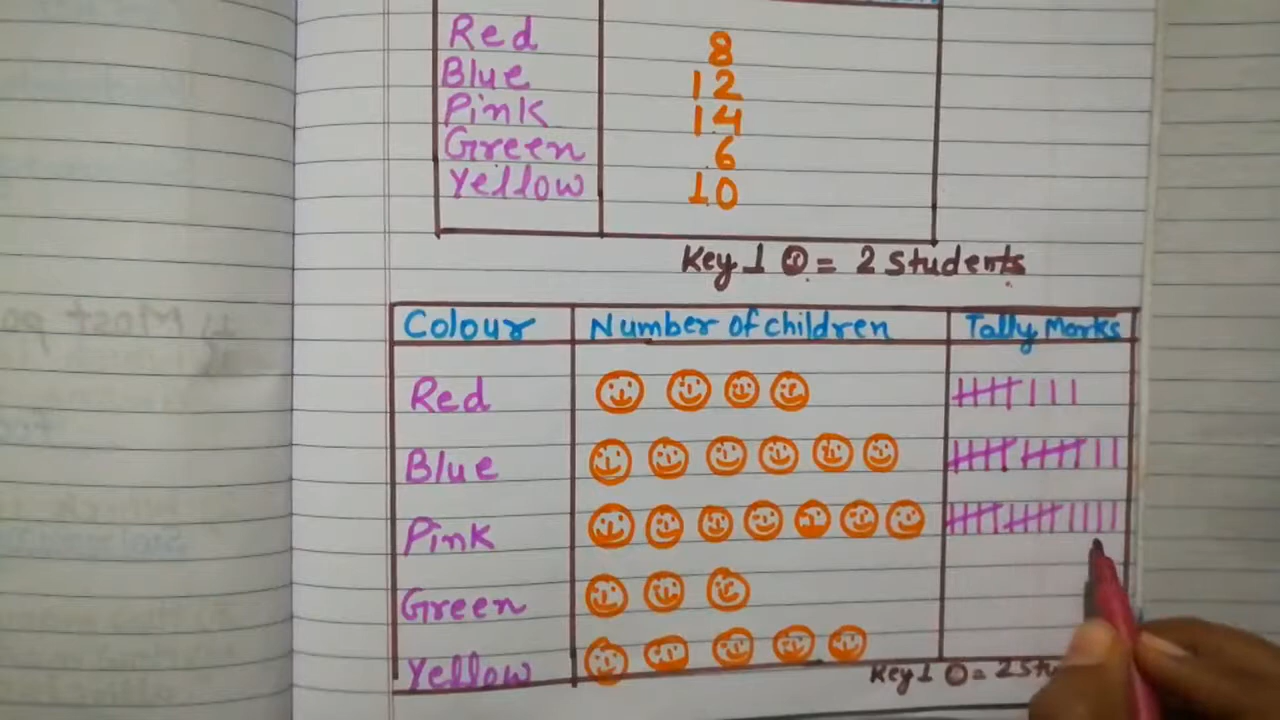 Red 8
Blue 12
Pink 14
Green 6
Yellow 10
Key 1 = 2 Students
Colour Number of children Tally Marks
Red
Blue
Pink
Green
Yellow
Key 1 = 2